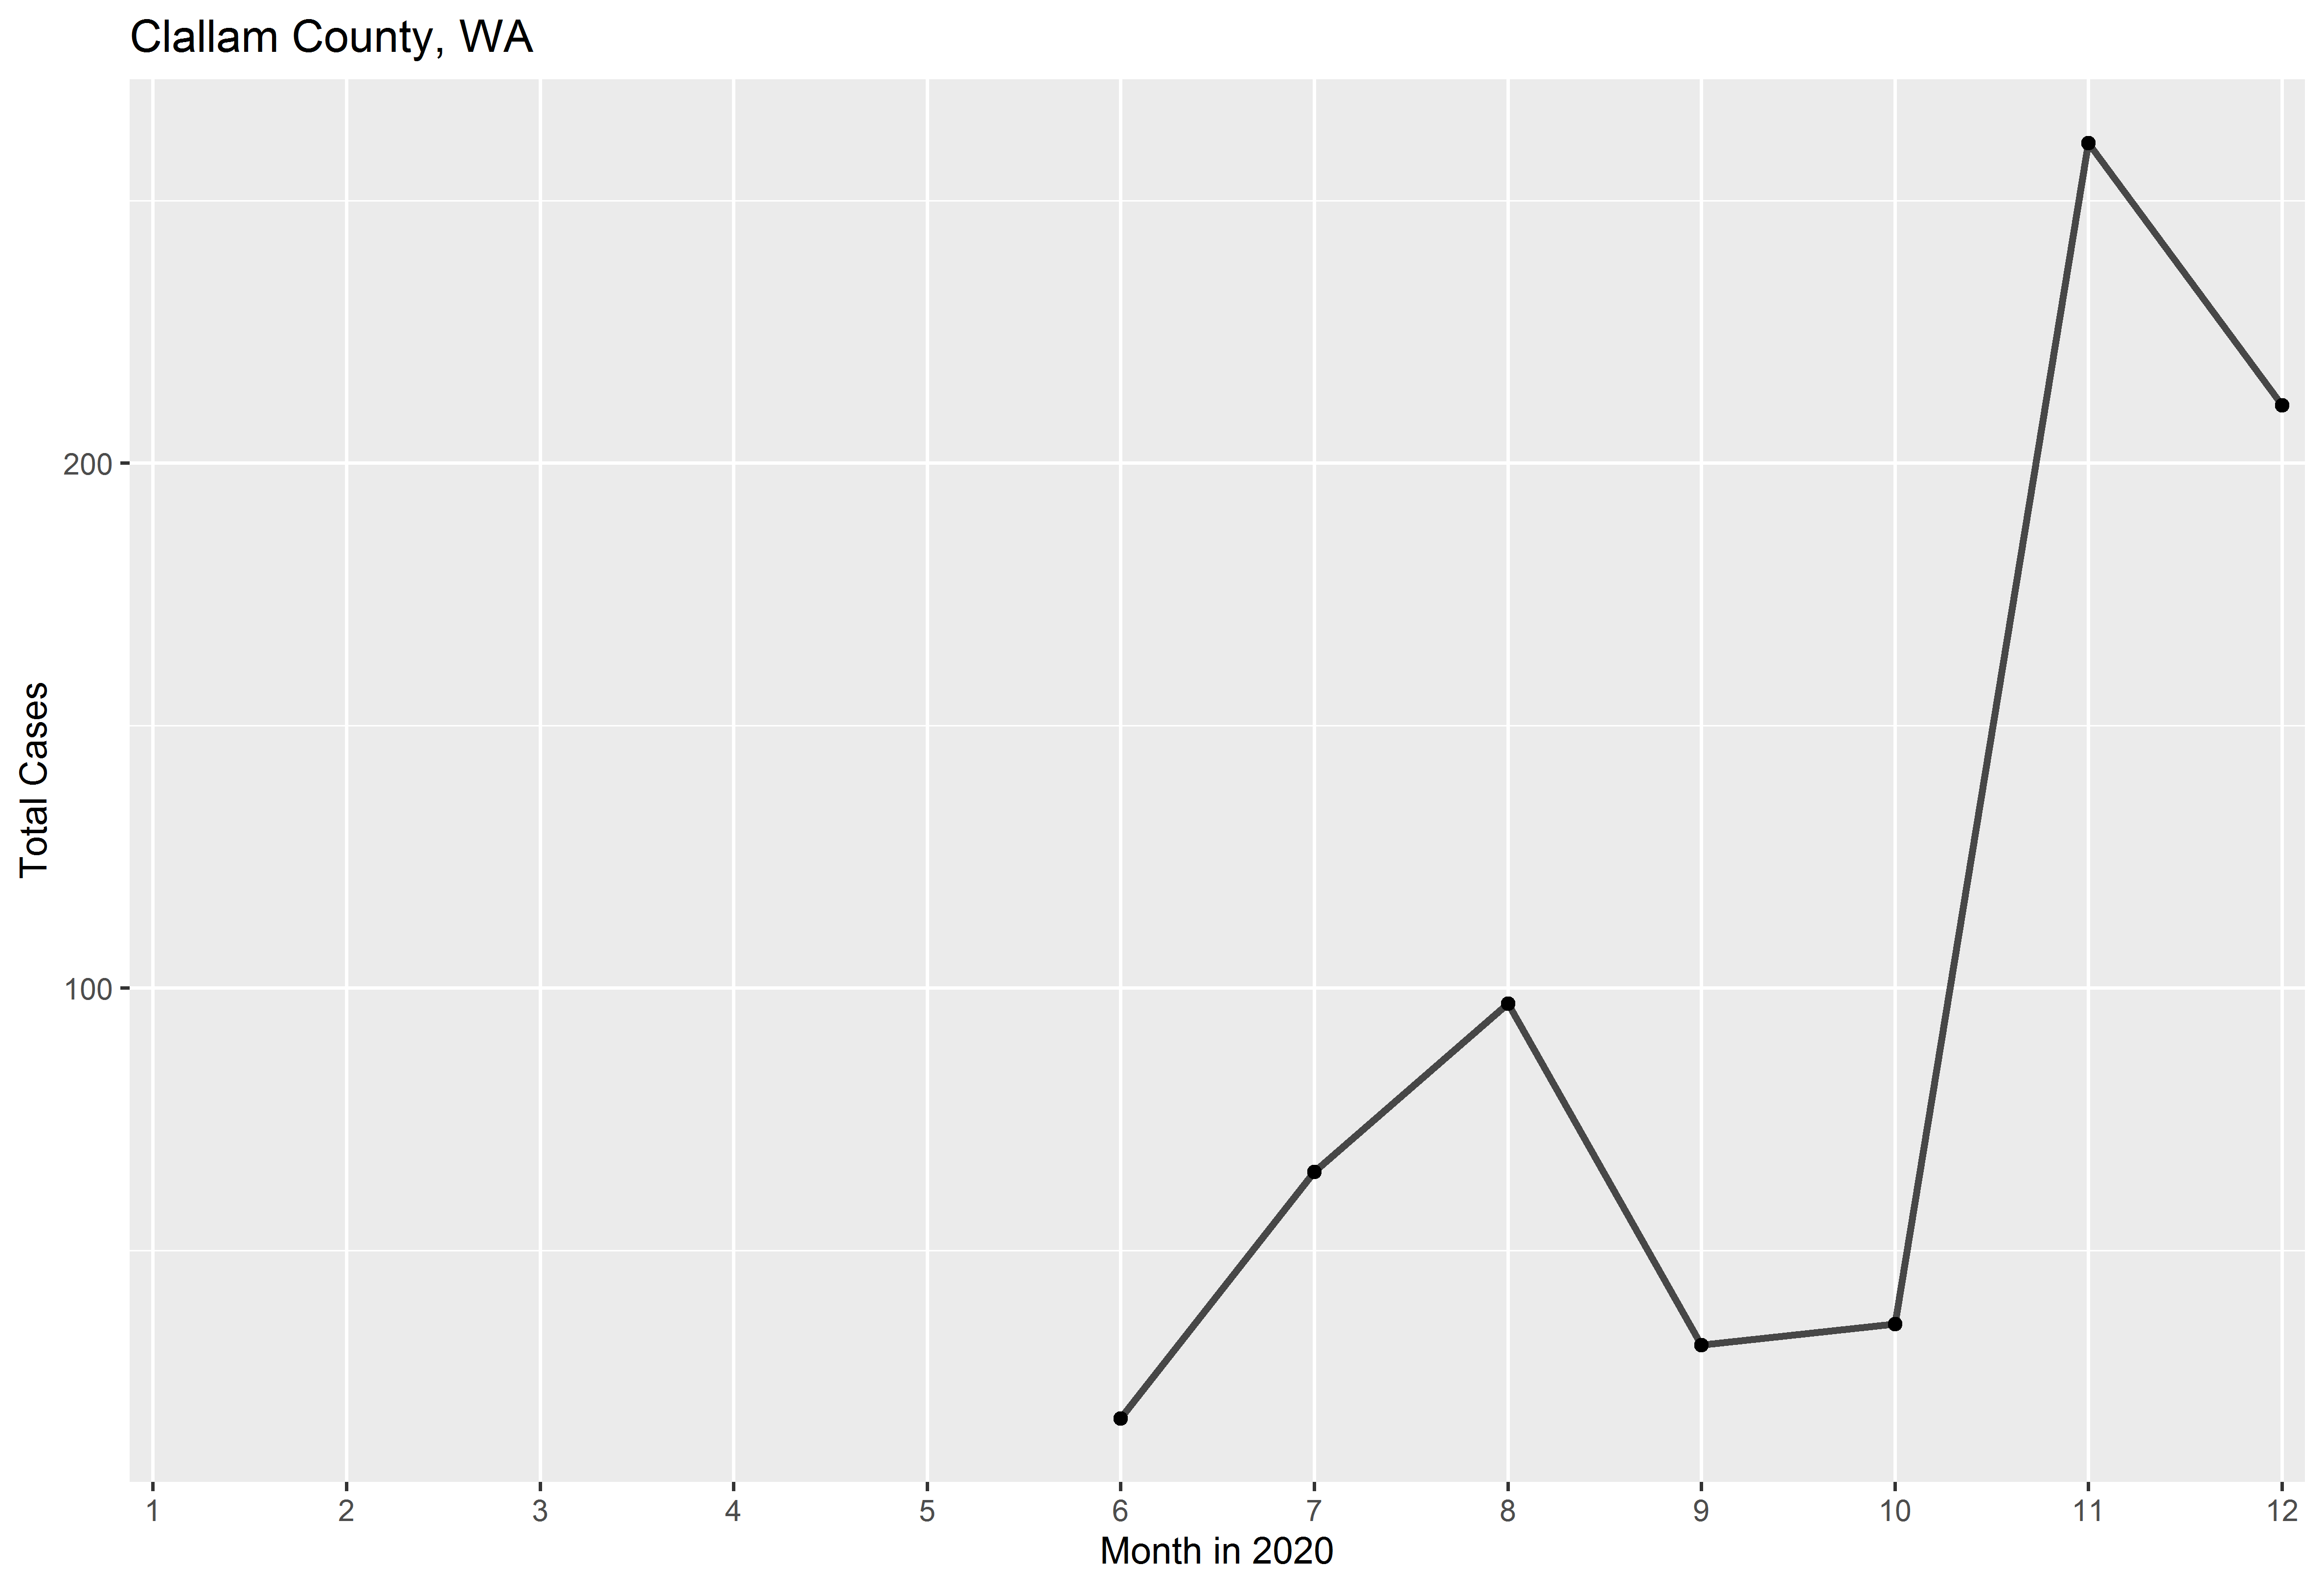 Clallam County, WA
Total Cases
200
100
1 2 3 4 5 6 7 8 9 10 11 12
Month in 2020